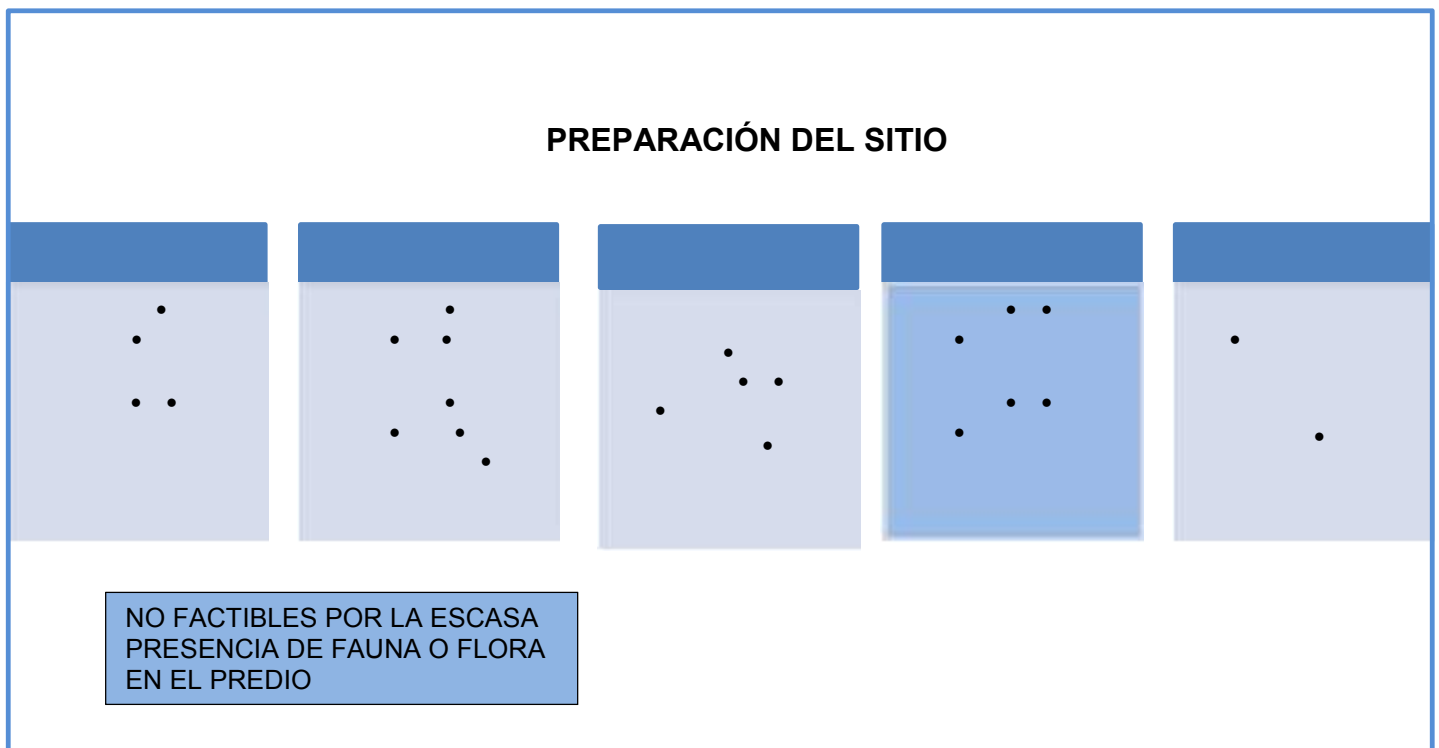 PREPARACIÓN DEL SITIO
NO FACTIBLES POR LA ESCASA
PRESENCIA DE FAUNA O FLORA
EN EL PREDIO